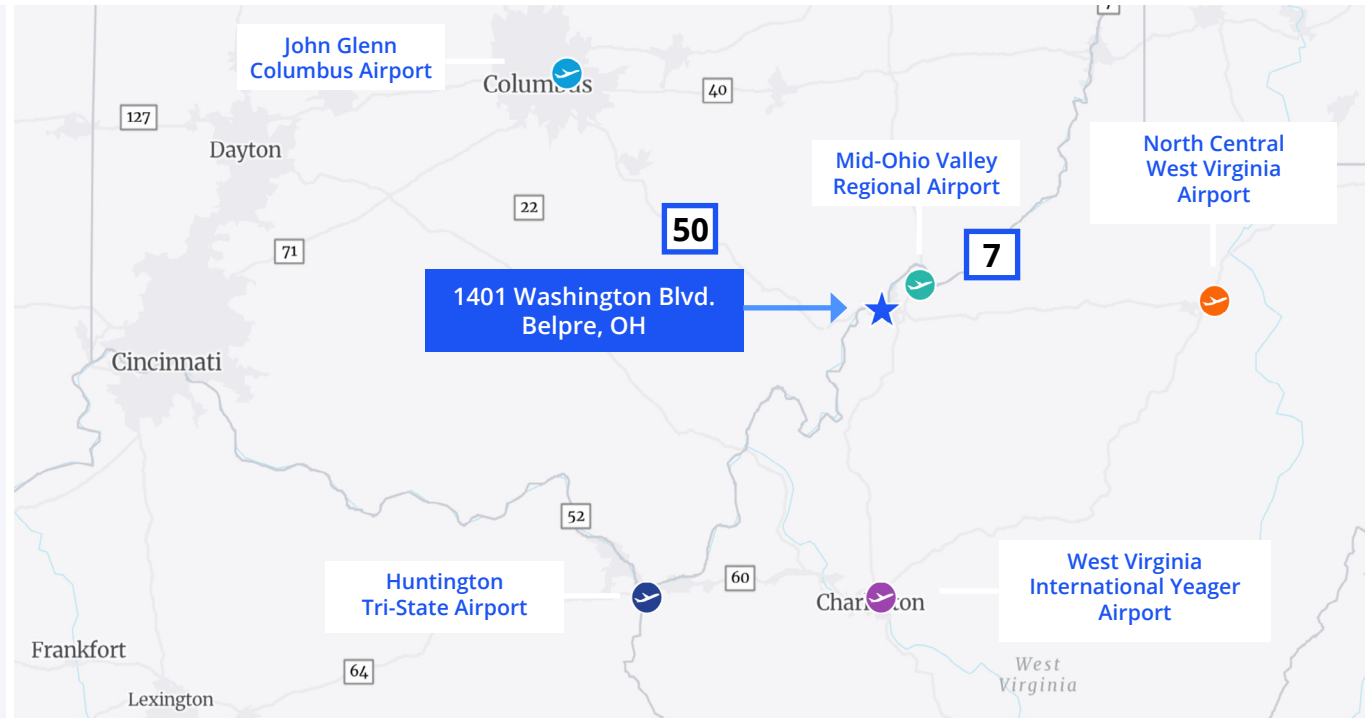 7
John Glenn
Columbus Airport
Columbus
40
127
Dayton
Mid-Ohio Valley
Regional Airport
North Central
West Virginia
Airport
22
50
71
7
1401 Washington Blvd.
Belpre, OH
Cincinnati
52
Huntington
Tri-State Airport
60
Charleston
West Virginia
International Yeager
Airport
Frankfort
64
West
Virginia
Lexington